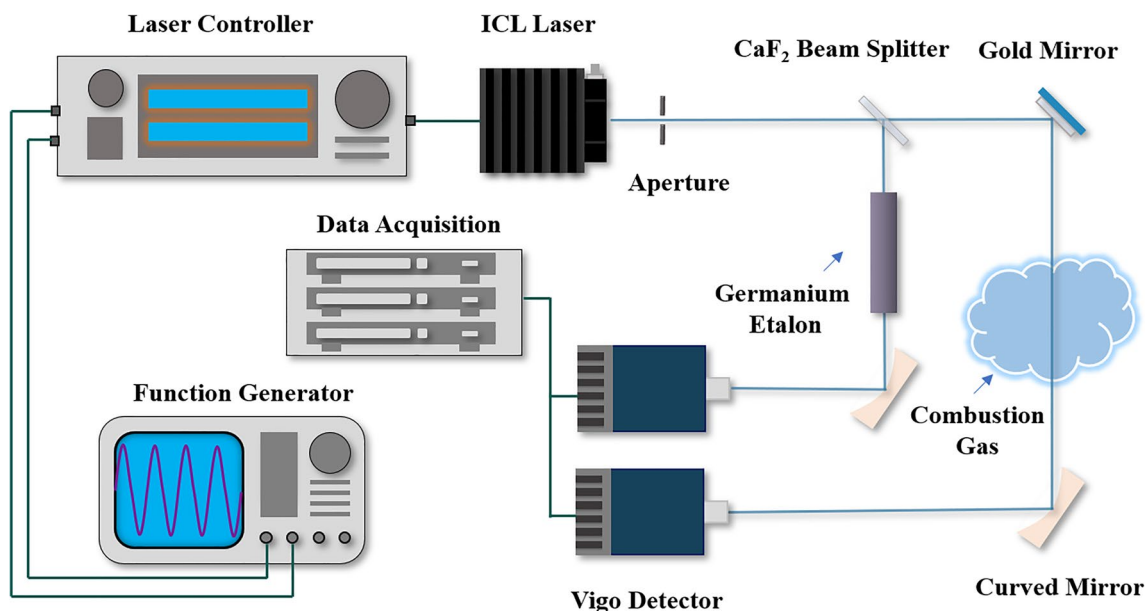 Laser Controller
ICL Laser
CaF₂ Beam Splitter
Gold Mirror
Aperture
Data Acquisition
Germanium
Etalon
Function Generator
Combustion
Gas
Vigo Detector
Curved Mirror